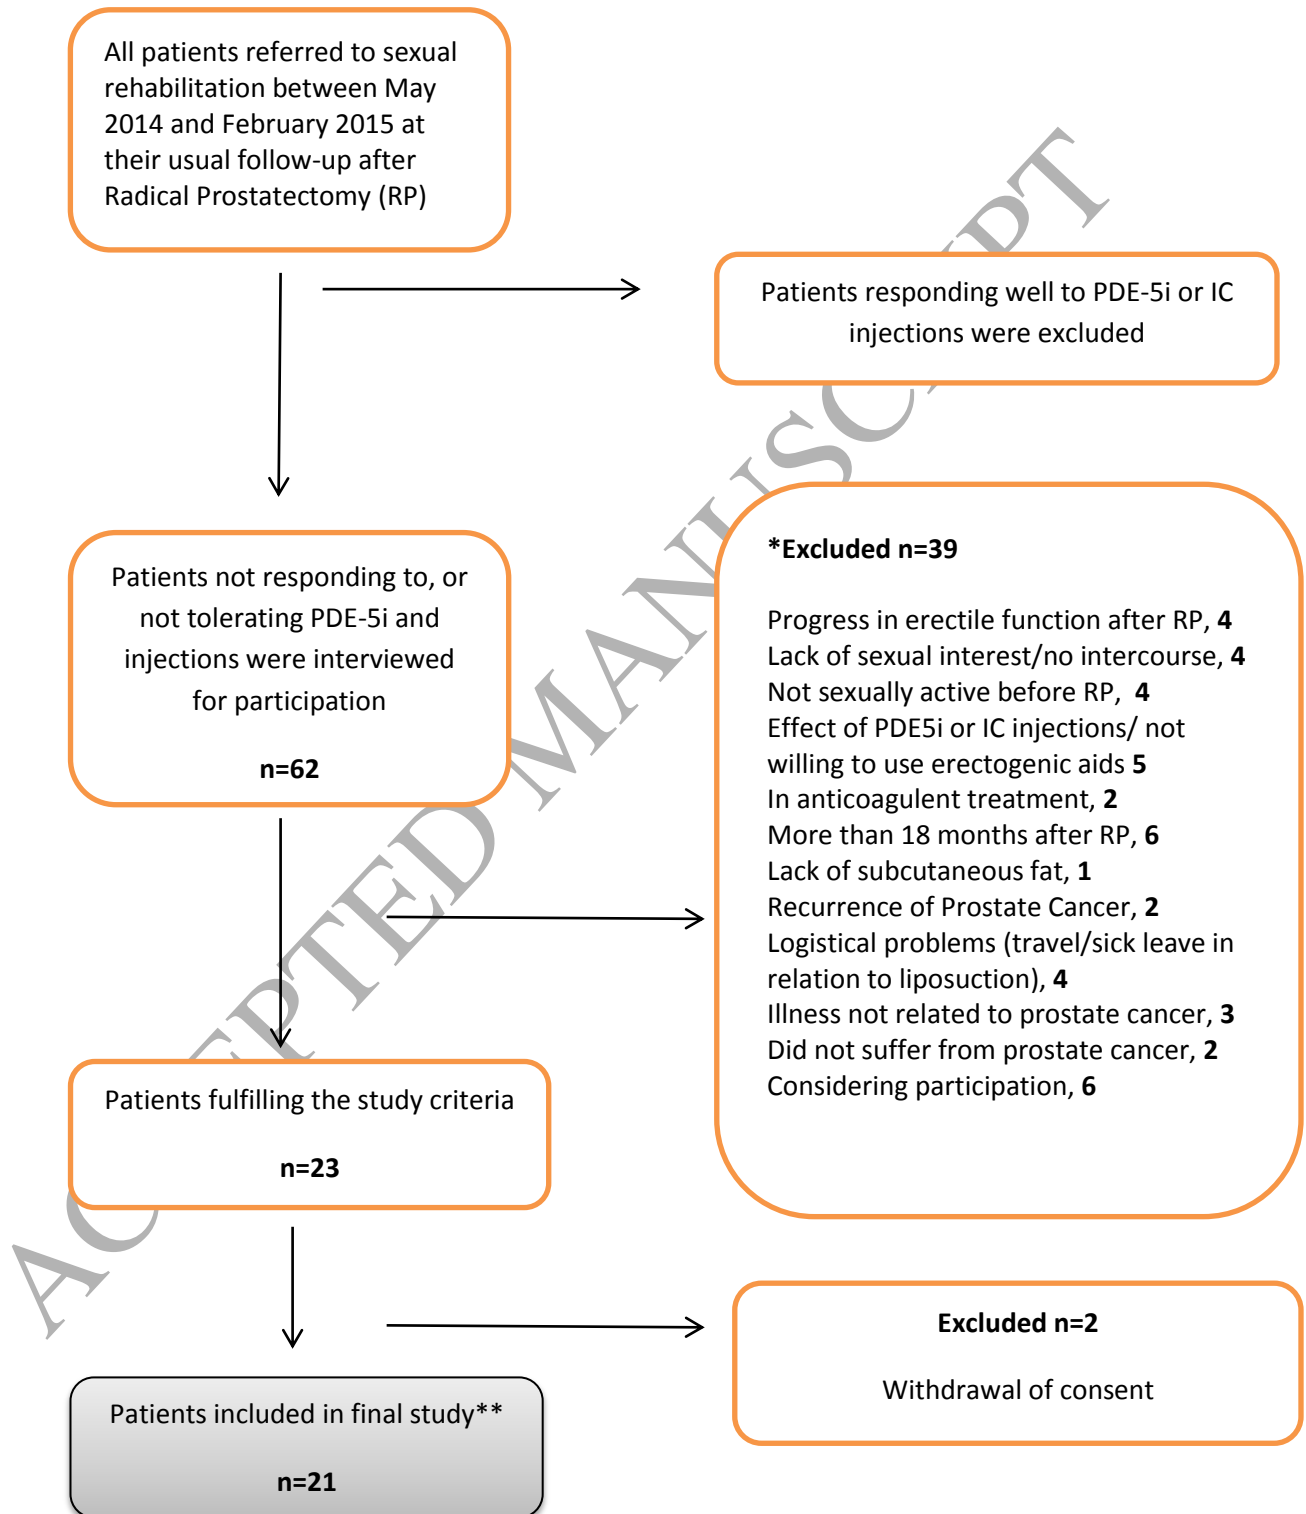 All patients referred to sexual
rehabilitation between May
2014 and February 2015 at
their usual follow-up after
Radical Prostatectomy (RP)
Patients responding well to PDE-5i or IC
injections were excluded
Patients not responding to, or
not tolerating PDE-5i and
injections were interviewed
for participation
n=62
*Excluded n=39
Progress in erectile function after RP, 4
Lack of sexual interest/no intercourse, 4
Not sexually active before RP, 4
Effect of PDE5i or IC injections/ not
willing to use erectogenic aids 5
In anticoagulent treatment, 2
More than 18 months after RP, 6
Lack of subcutaneous fat, 1
Recurrence of Prostate Cancer, 2
Logistical problems (travel/sick leave in
relation to liposuction), 4
Illness not related to prostate cancer, 3
Did not suffer from prostate cancer, 2
Considering participation, 6
Patients fulfilling the study criteria
n=23
Excluded n=2
Withdrawal of consent
Patients included in final study**
n=21
ACCEPTED MANUSCRIPT